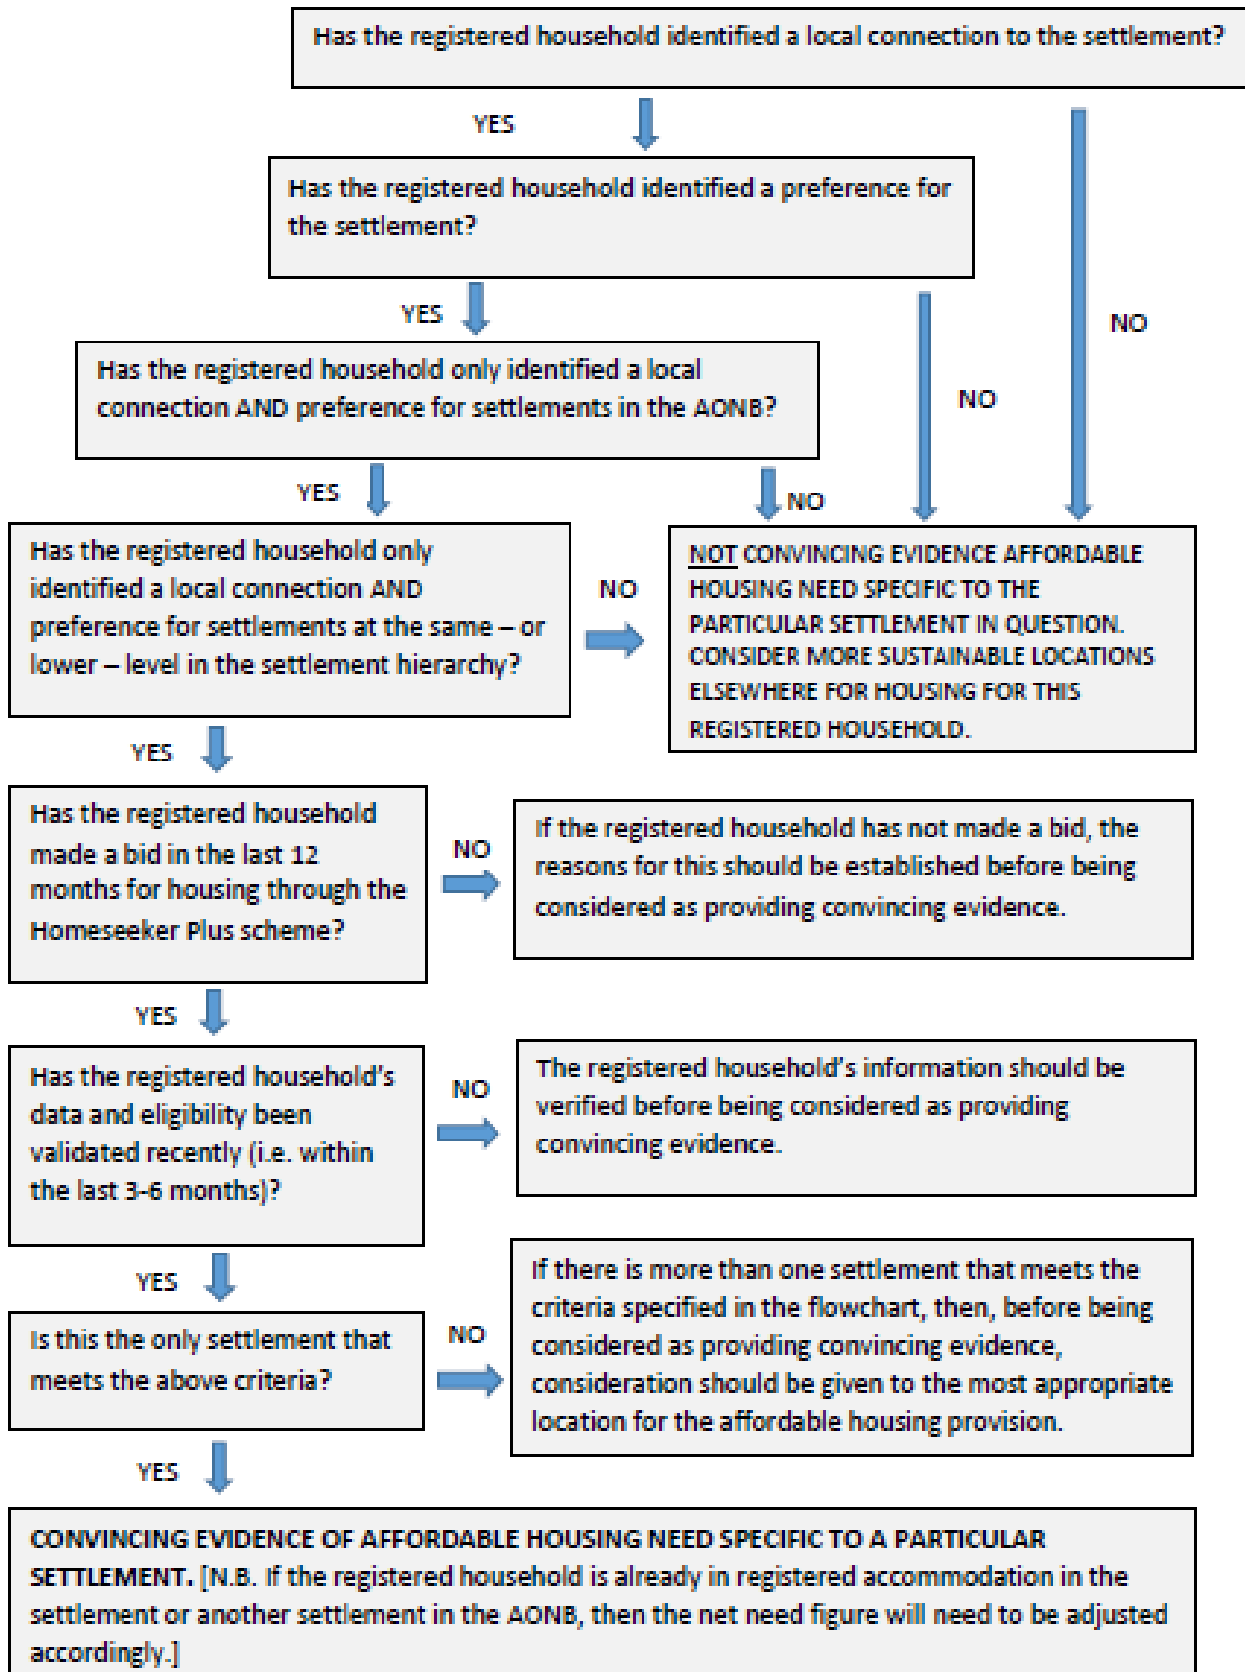 Has the registered household identified a local connection to the settlement?
YES
Has the registered household identified a preference for
the settlement?
YES
NO
Has the registered household only identified a local
connection AND preference for settlements in the AONB?
NO
YES
NO
Has the registered household only
identified a local connection AND
preference for settlements at the same – or
lower – level in the settlement hierarchy?
NO
NOT CONVINCING EVIDENCE AFFORDABLE
HOUSING NEED SPECIFIC TO THE
PARTICULAR SETTLEMENT IN QUESTION.
CONSIDER MORE SUSTAINABLE LOCATIONS
ELSEWHERE FOR HOUSING FOR THIS
REGISTERED HOUSEHOLD.
YES
Has the registered household
made a bid in the last 12
months for housing through the
Homeseeker Plus scheme?
NO
If the registered household has not made a bid, the
reasons for this should be established before being
considered as providing convincing evidence.
YES
Has the registered household's
data and eligibility been
validated recently (i.e. within
the last 3-6 months)?
NO
The registered household's information should be
verified before being considered as providing
convincing evidence.
YES
Is this the only settlement that
meets the above criteria?
NO
If there is more than one settlement that meets the
criteria specified in the flowchart, then, before being
considered as providing convincing evidence,
consideration should be given to the most appropriate
location for the affordable housing provision.
YES
CONVINCING EVIDENCE OF AFFORDABLE HOUSING NEED SPECIFIC TO A PARTICULAR
SETTLEMENT. [N.B. If the registered household is already in registered accommodation in the
settlement or another settlement in the AONB, then the net need figure will need to be adjusted
accordingly.]